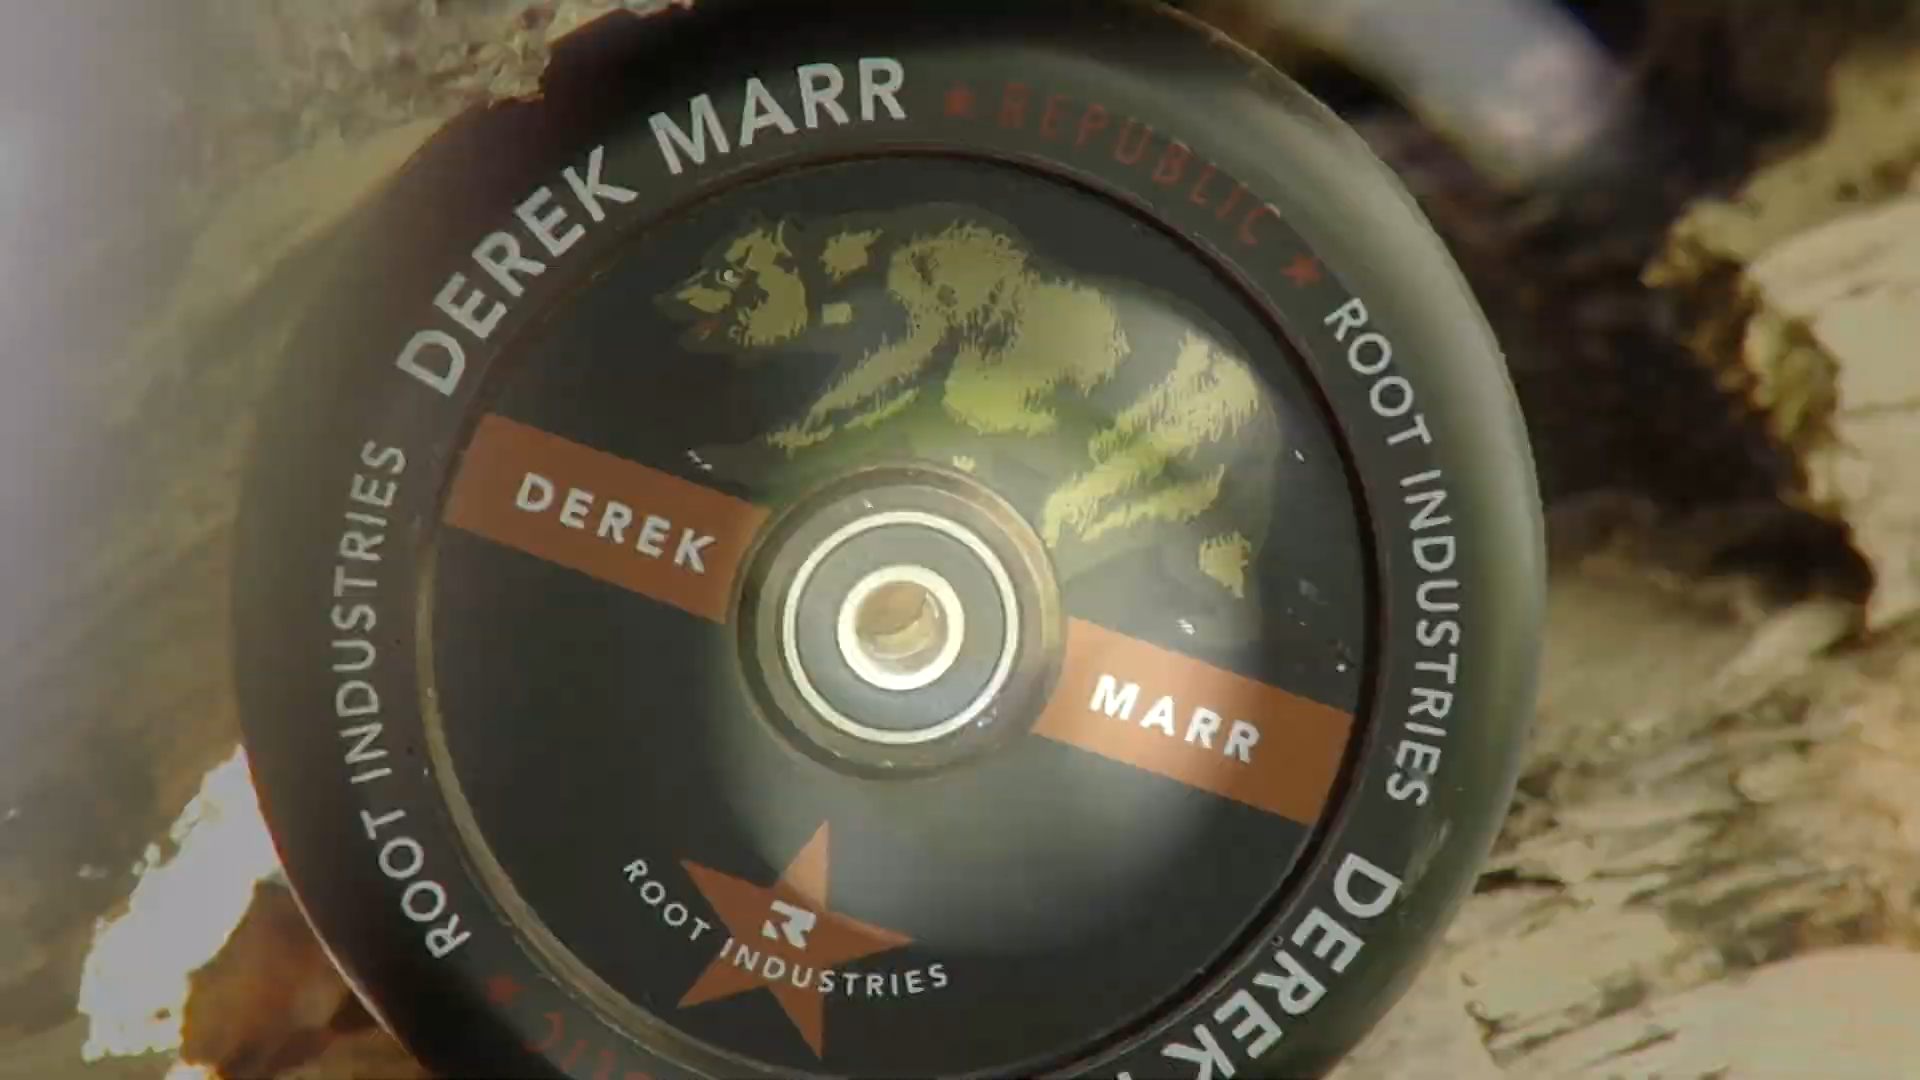 DEREK MARR
★ REPUBLIC ★
ROOT INDUSTRIES
DEREK
ROOT INDUSTRIES
DEREK
MARR
ROOT INDUSTRIES